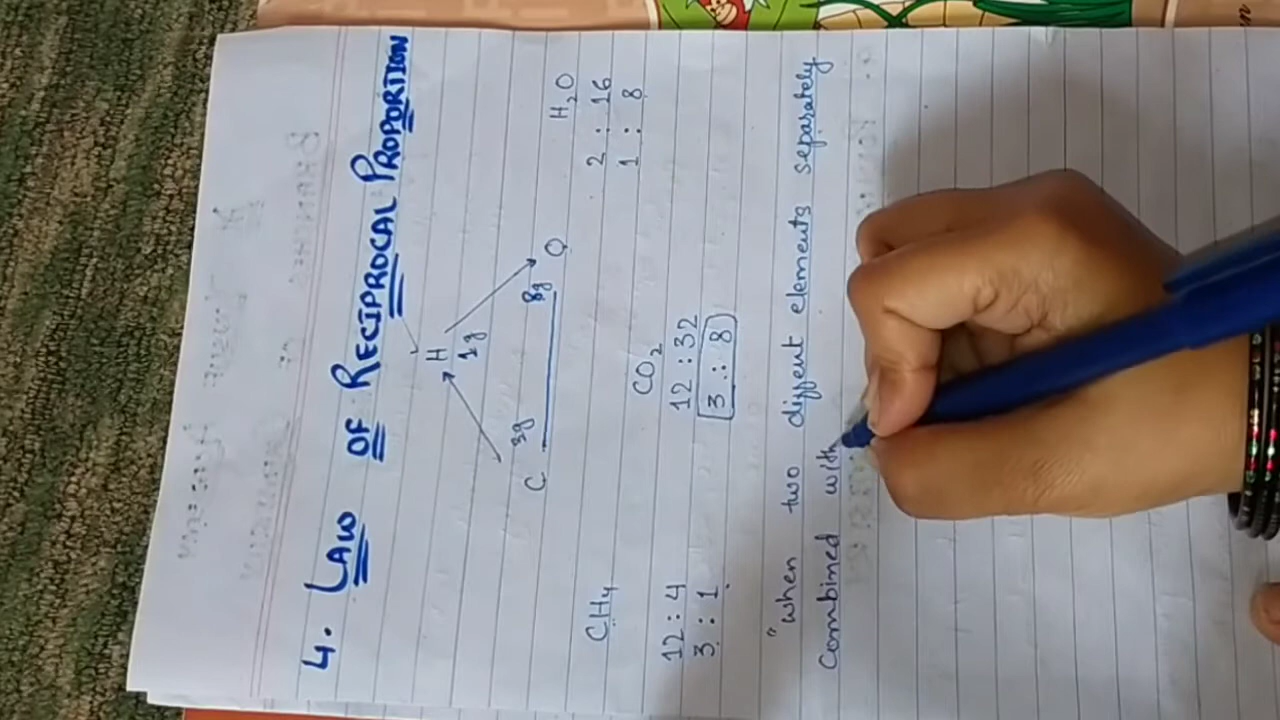 4. LAW OF RECIPROCAL PROPORTION
H
1g
C 3g 8g O
CH4
12 : 4
3 : 1
CO2
12 : 32
3 : 8
H2O
2 : 16
1 : 8
"when two diffent elements separately
Combined with